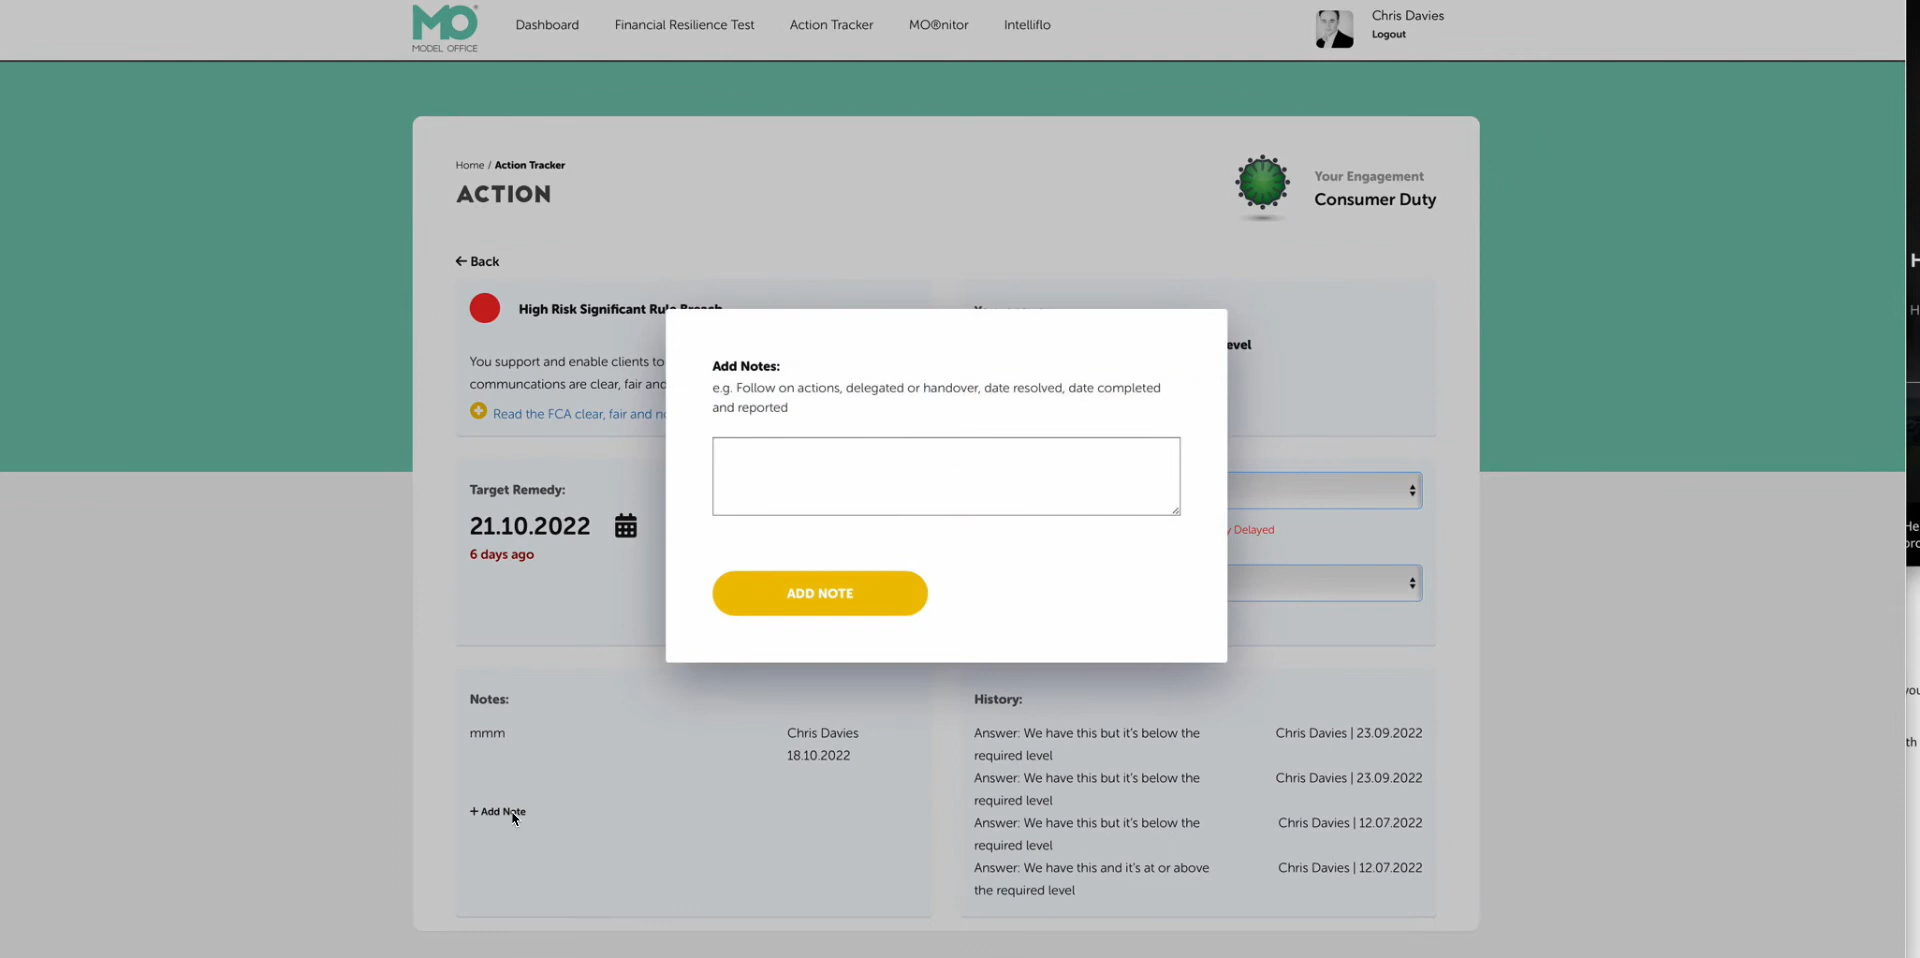 MO®
MODEL OFFICE
Dashboard
Financial Resilience Test
Action Tracker
MO®nitor
Intelliflo
Chris Davies
Logout
Home / Action Tracker
ACTION
Your Engagement
Consumer Duty
← Back
High Risk Significant Rule Breach
You support and enable clients to
communcations are clear, fair and
Read the FCA clear, fair and
evel
Add Notes:
e.g. Follow on actions, delegated or handover, date resolved, date completed
and reported
ADD NOTE
Target Remedy:
21.10.2022
6 days ago
Delayed
Notes:
mmm
Chris Davies
18.10.2022
+ Add Note
History:
Answer: We have this but it's below the
required level
Chris Davies | 23.09.2022
Answer: We have this but it's below the
required level
Chris Davies | 23.09.2022
Answer: We have this but it's below the
required level
Chris Davies | 12.07.2022
Answer: We have this and it's at or above
the required level
Chris Davies | 12.07.2022